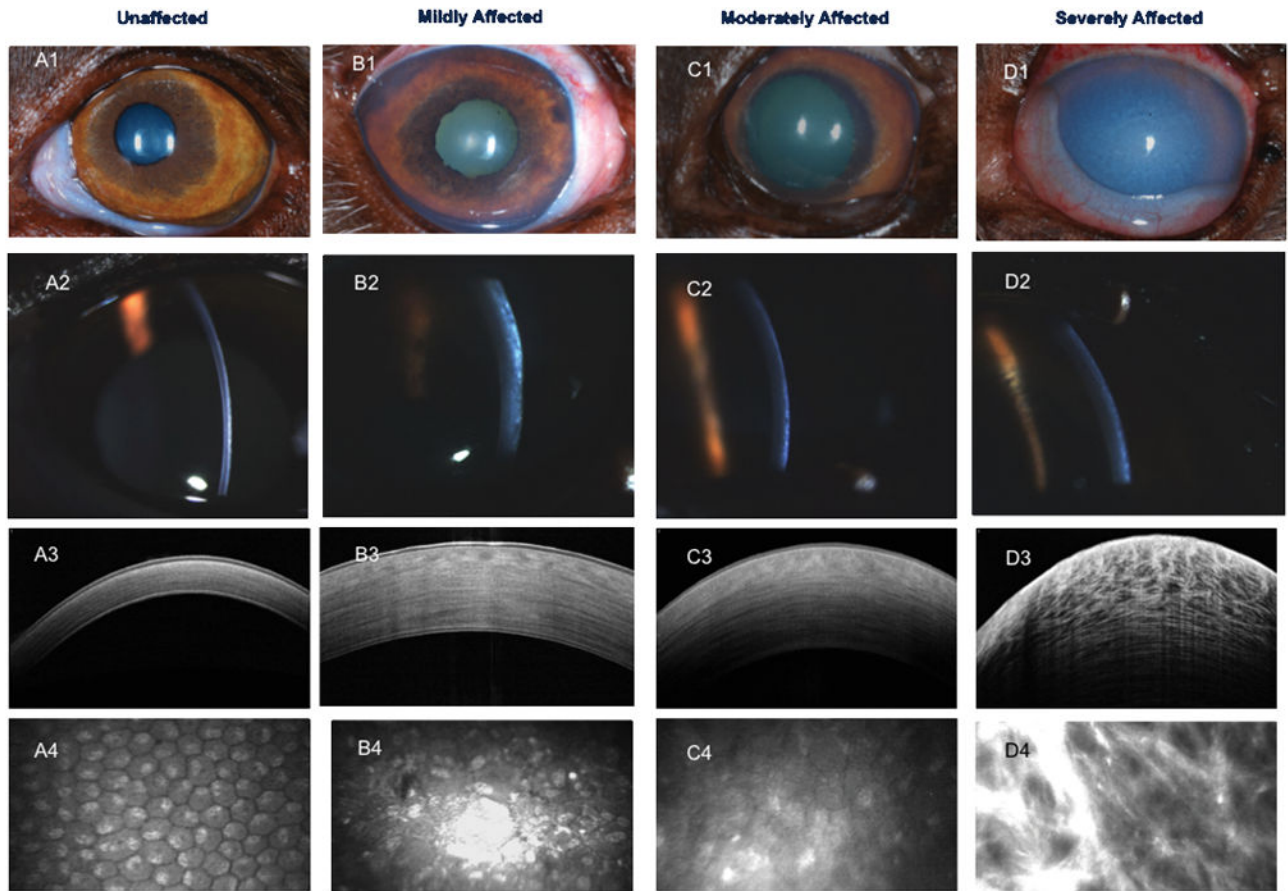 Unaffected Mildly Affected Moderately Affected Severely Affected
A1 B1 C1 D1
A2 B2 C2 D2
A3 B3 C3 D3
A4 B4 C4 D4